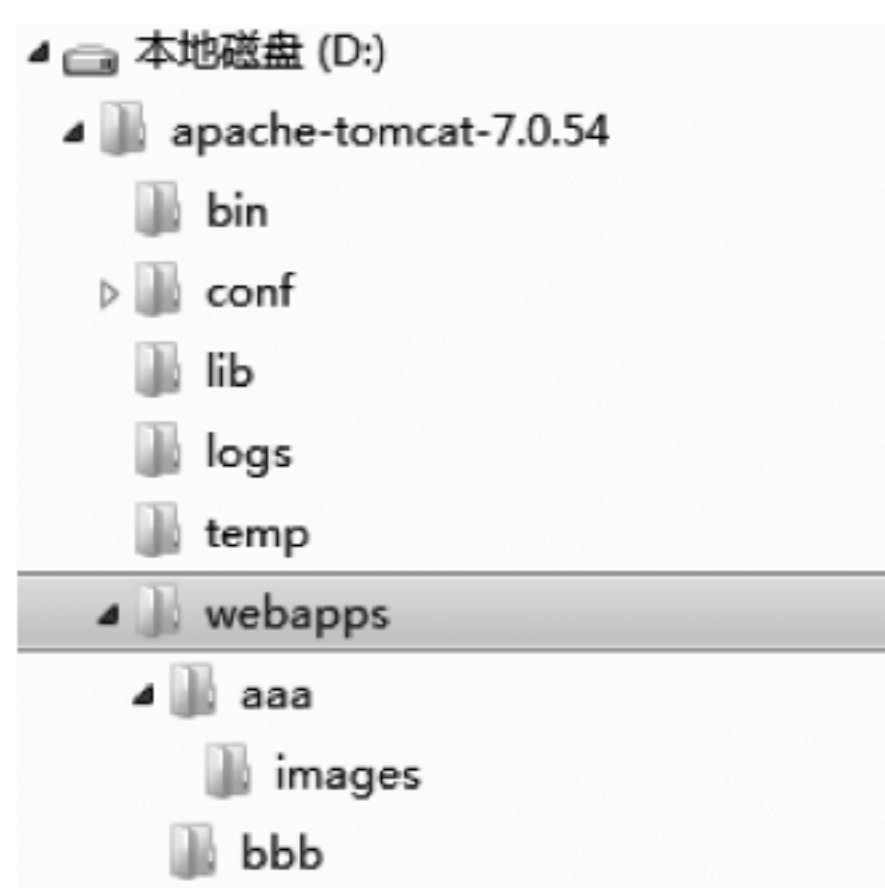 本地磁盘 (D:)
apache-tomcat-7.0.54
bin
conf
lib
logs
temp
webapps
aaa
images
bbb